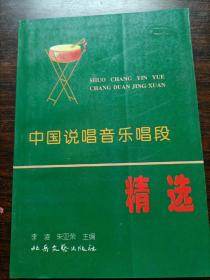 SHUO CHANG YIN YUE
CHANG DUAN JING XUAN
中国说唱音乐唱段
精选
李凌 宋亚荣 主编
北岳文艺出版社